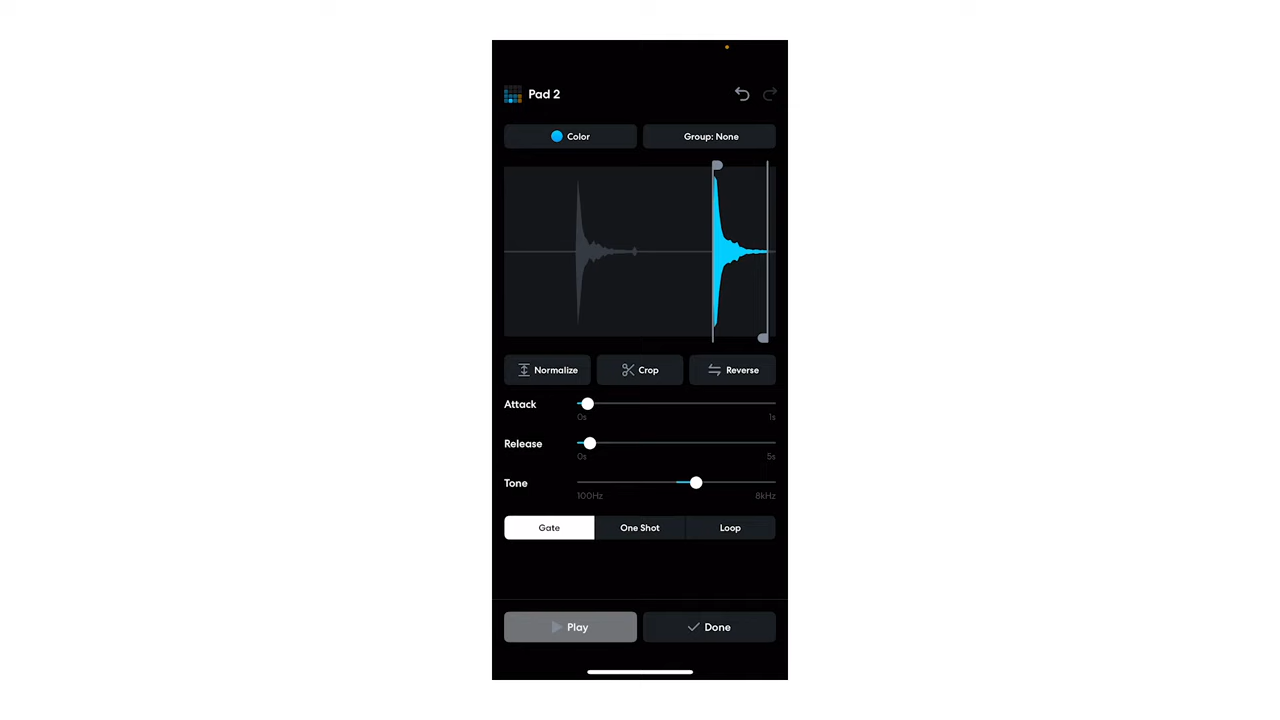 Pad 2
Color
Group: None
Normalize
Crop
Reverse
Attack
0s
1s
Release
0s
5s
Tone
100Hz
8kHz
Gate
One Shot
Loop
Play
Done